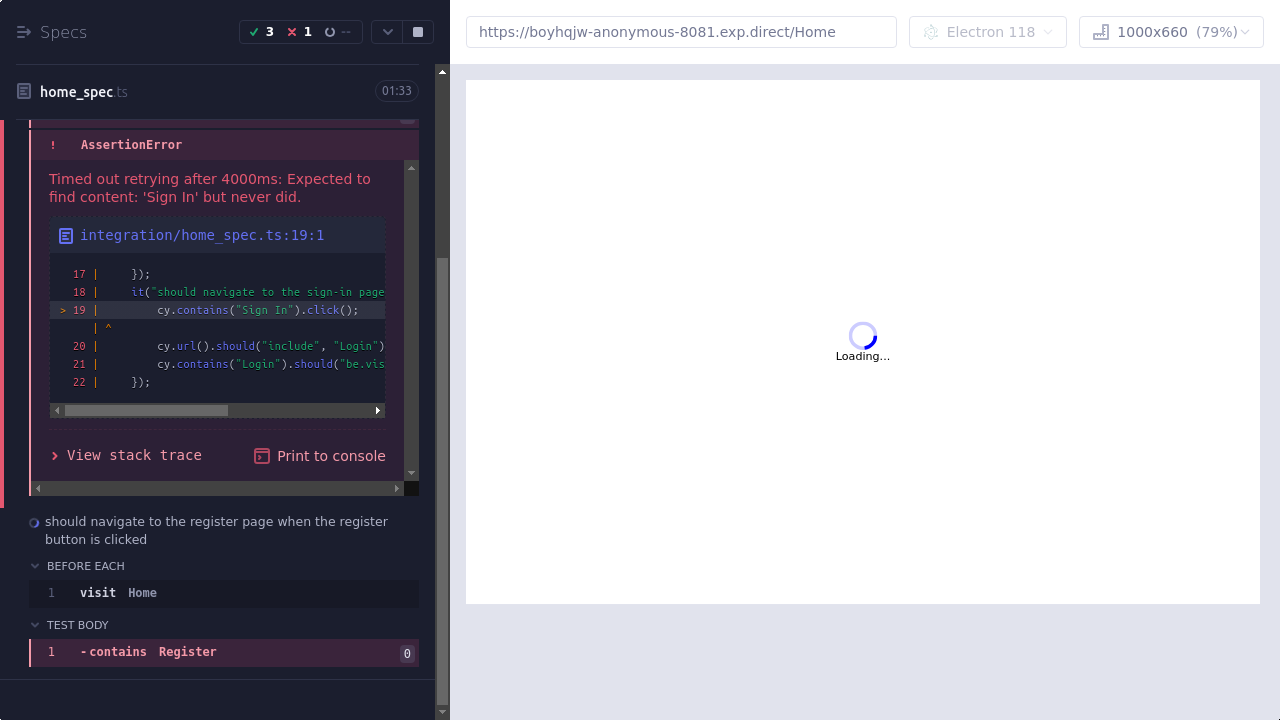 Specs
3 1 --
https://boyhqjw-anonymous-8081.exp.direct/Home
Electron 118
1000x660 (79%)
home_spec.ts
01:33
! AssertionError
Timed out retrying after 4000ms: Expected to
find content: 'Sign In' but never did.
integration/home_spec.ts:19:1
17 | });
18 | it("should navigate to the sign-in page
> 19 | cy.contains("Sign In").click();
| ^
20 | cy.url().should("include", "Login")
21 | cy.contains("Login").should("be.vis
22 | });
View stack trace
Print to console
should navigate to the register page when the register
button is clicked
BEFORE EACH
1 visit Home
TEST BODY
1 -contains Register 0
Loading...